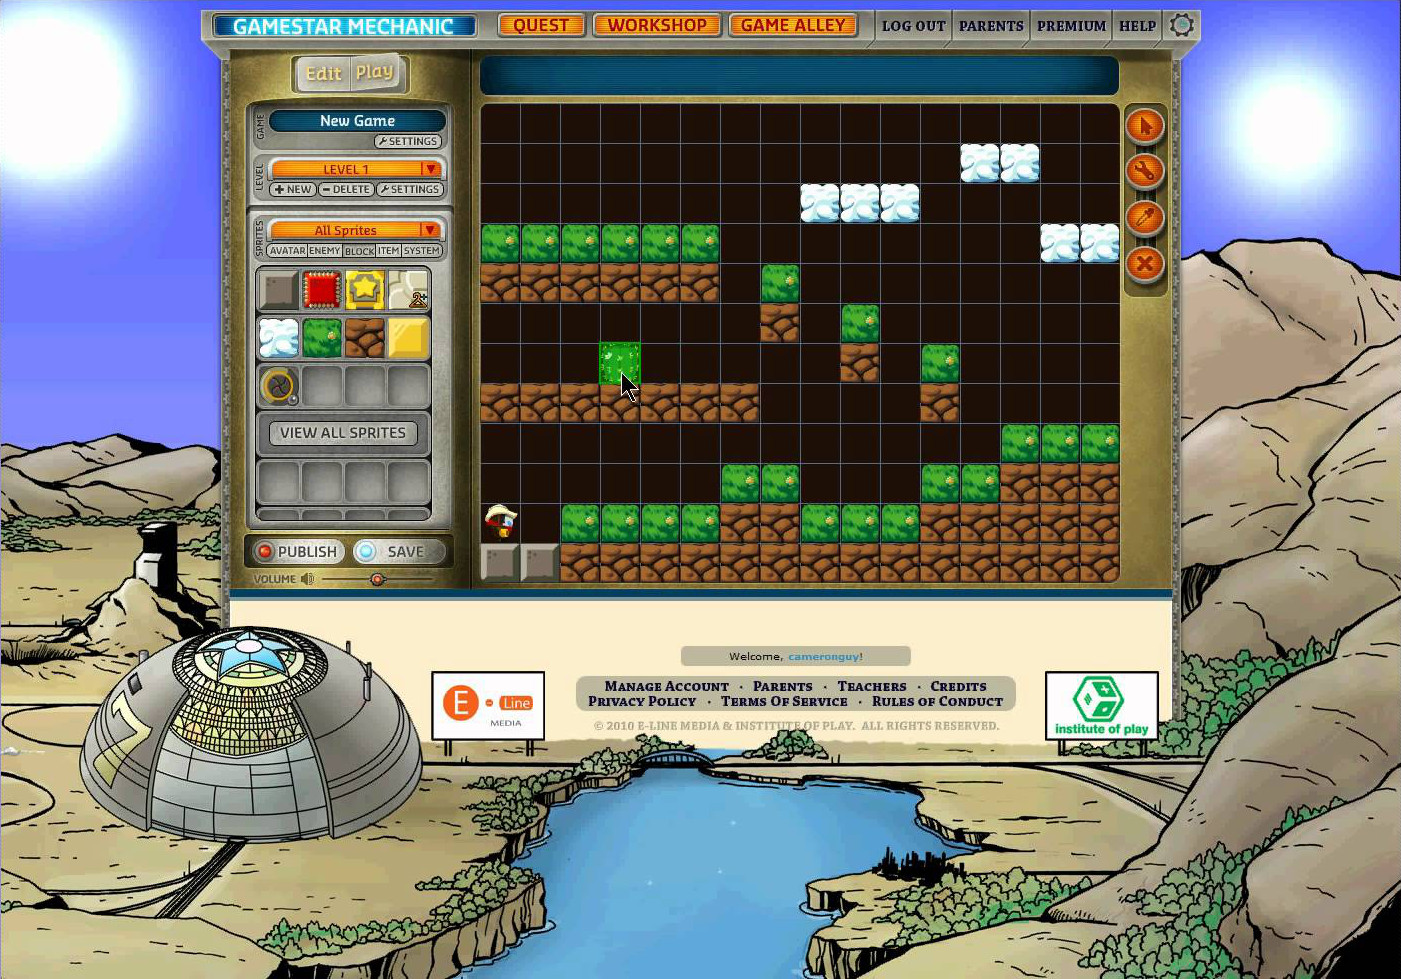 GAMESTAR MECHANIC
QUEST
WORKSHOP
GAME ALLEY
LOG OUT
PARENTS
PREMIUM
HELP
Edit
Play
GAME
New Game
SETTINGS
LEVEL
LEVEL 1
NEW
DELETE
SETTINGS
SPRITES
All Sprites
AVATAR
ENEMY
BLOCK
ITEM
SYSTEM
VIEW ALL SPRITES
PUBLISH
SAVE
VOLUME
Welcome, cameronguy!
E - Line
MEDIA
MANAGE ACCOUNT · PARENTS · TEACHERS · CREDITS
PRIVACY POLICY · TERMS OF SERVICE · RULES OF CONDUCT
© 2010 E-LINE MEDIA & INSTITUTE OF PLAY. ALL RIGHTS RESERVED.
institute of play